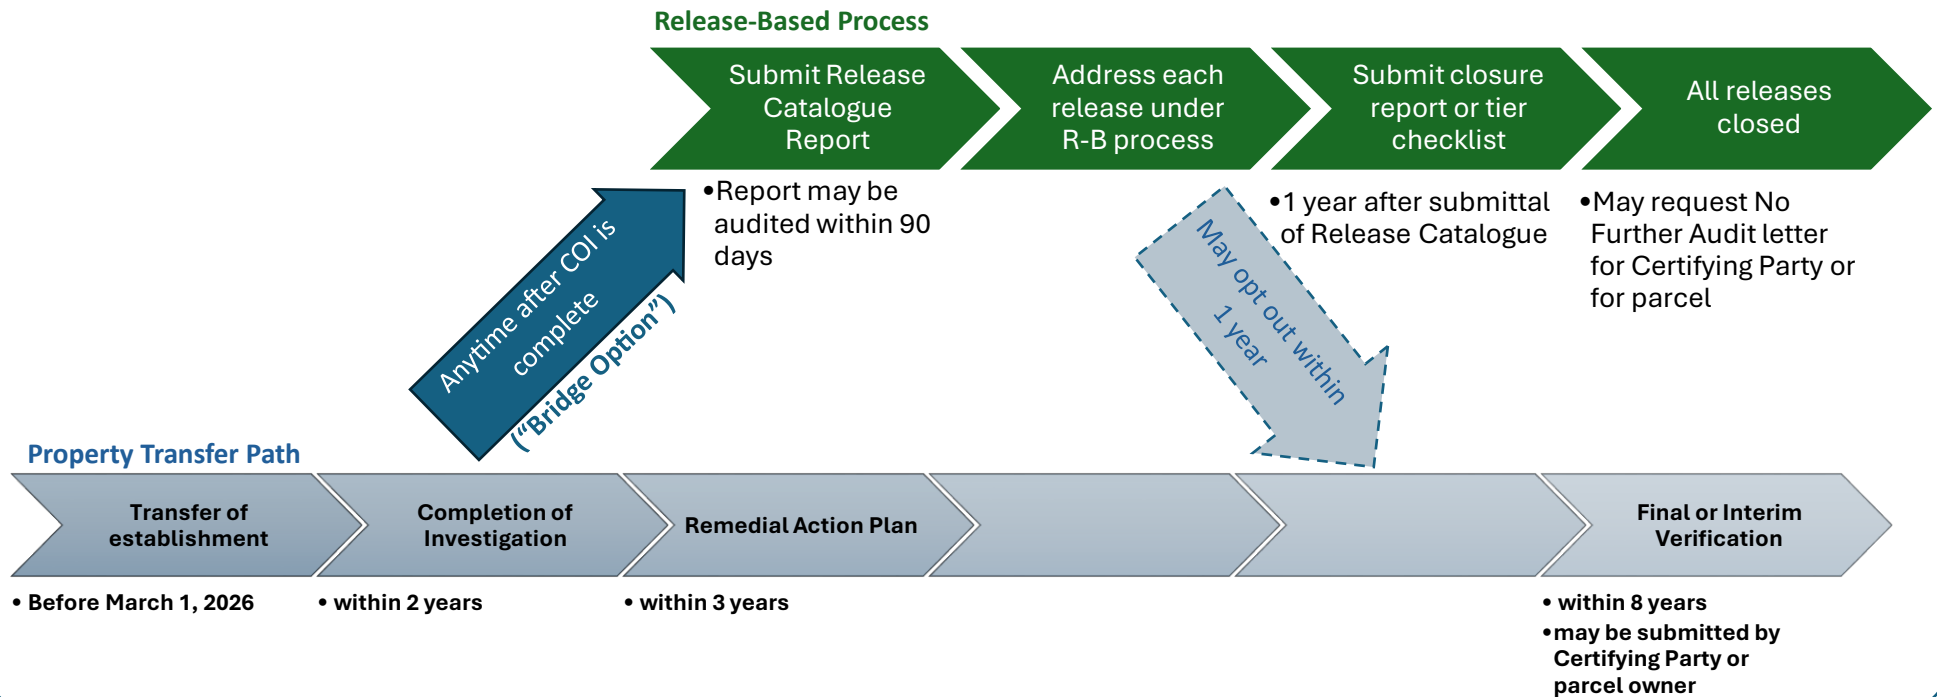 Release-Based Process
Submit Release
Catalogue
Report
Address each
release under
R-B process
Submit closure
report or tier
checklist
All releases
closed
•Report may be
audited within 90
days
•1 year after submittal
of Release Catalogue
•May request No
Further Audit letter
for Certifying Party or
for parcel
Anytime after COI is
complete
(“Bridge Option”)
May opt out within
1 year
Property Transfer Path
Transfer of
establishment
Completion of
Investigation
Remedial Action Plan
Final or Interim
Verification
• Before March 1, 2026
• within 2 years
• within 3 years
• within 8 years
•may be submitted by
Certifying Party or
parcel owner